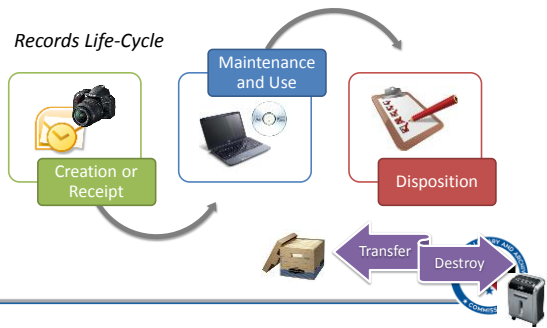 Records Life-Cycle
Maintenance
and Use
Creation or
Receipt
Disposition
Transfer
Destroy